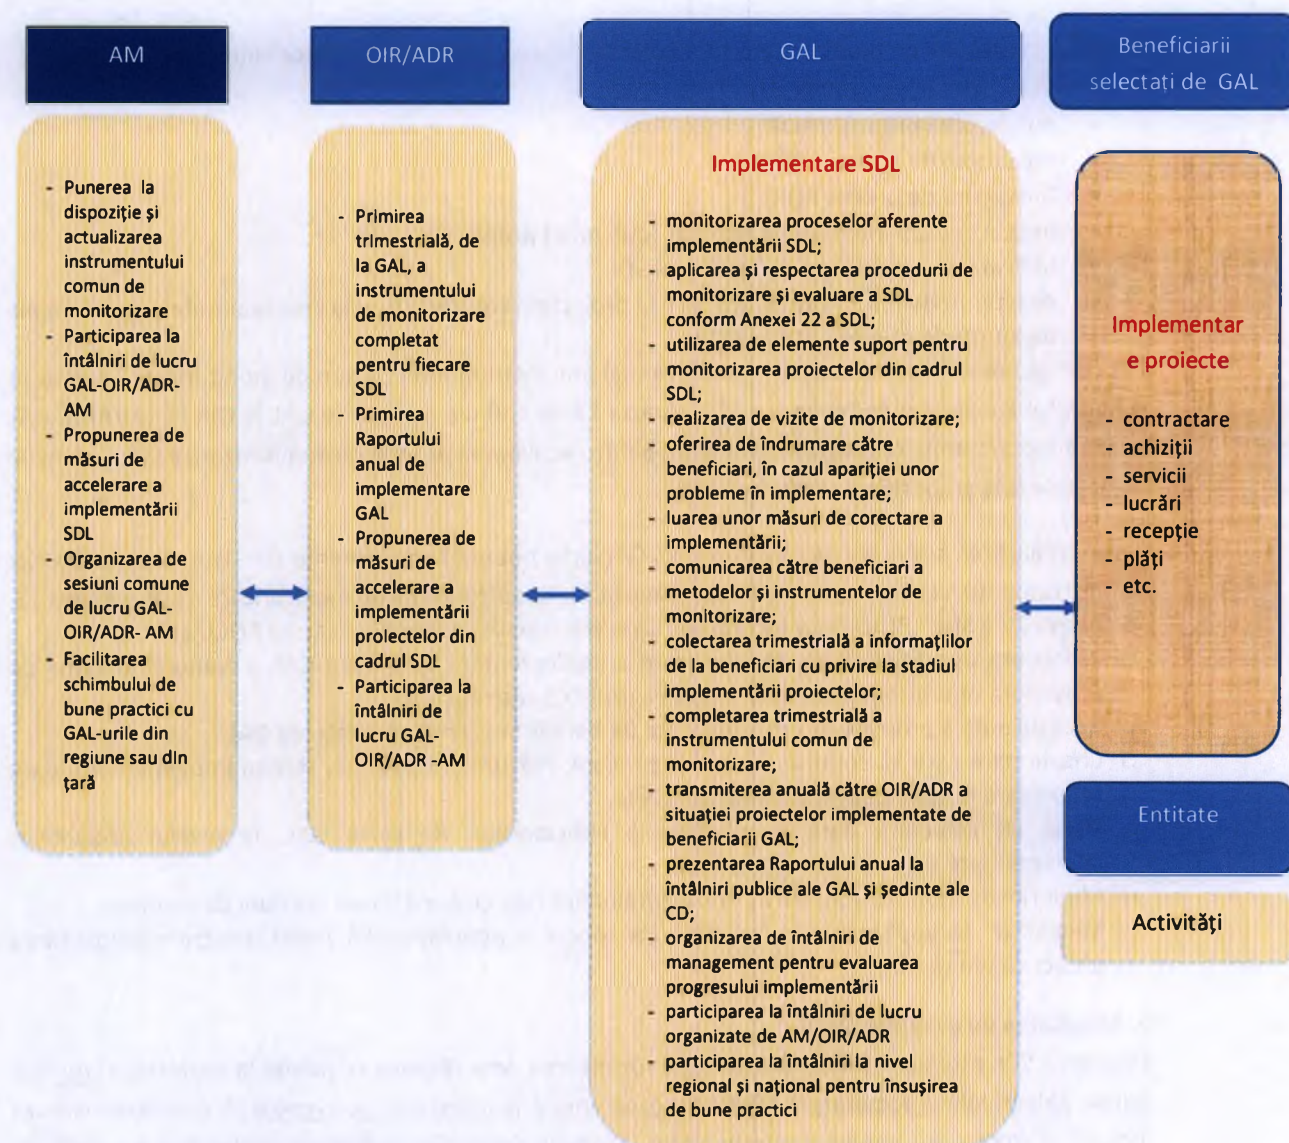 AM
OIR/ADR
GAL
Beneficiarii
selectați de GAL
- Punerea la
dispoziție și
actualizarea
instrumentului
comun de
monitorizare
- Participarea la
întâlniri de lucru
GAL-OIR/ADR-
AM
- Propunerea de
măsuri de
accelerare a
implementării
SDL
- Organizarea de
sesiuni comune
de lucru GAL-
OIR/ADR- AM
- Facilitarea
schimbului de
bune practici cu
GAL-urile din
regiune sau din
țară
- Primirea
trimestrială, de
la GAL, a
instrumentului
de monitorizare
completat
pentru fiecare
SDL
- Primirea
Raportului
anual de
implementare
GAL
- Propunerea de
măsuri de
accelerare a
implementării
proiectelor din
cadrul SDL
- Participarea la
întâlniri de
lucru GAL-
OIR/ADR -AM
Implementare SDL
- monitorizarea proceselor aferente
implementării SDL;
- aplicarea și respectarea procedurii de
monitorizare și evaluare a SDL
conform Anexei 22 a SDL;
- utilizarea de elemente suport pentru
monitorizarea proiectelor din cadrul
SDL;
- realizarea de vizite de monitorizare;
- oferirea de îndrumare către
beneficiari, în cazul apariției unor
probleme în implementare;
- luarea unor măsuri de corectare a
implementării;
- comunicarea către beneficiari a
metodelor și instrumentelor de
monitorizare;
- colectarea trimestrială a informațiilor
de la beneficiari cu privire la stadiul
implementării proiectelor;
- completarea trimestrială a
instrumentului comun de
monitorizare;
- transmiterea anuală către OIR/ADR a
situației proiectelor implementate de
beneficiarii GAL;
- prezentarea Raportului anual la
întâlniri publice ale GAL și ședinte ale
CD;
- organizarea de întâlniri de
management pentru evaluarea
progresului implementării
- participarea la întâlniri de lucru
organizate de AM/OIR/ADR
- participarea la întâlniri la nivel
regional și național pentru însușirea
de bune practici
Implementar
e proiecte
- contractare
- achiziții
- servicii
- lucrări
- recepție
- plăți
- etc.
Entitate
Activități